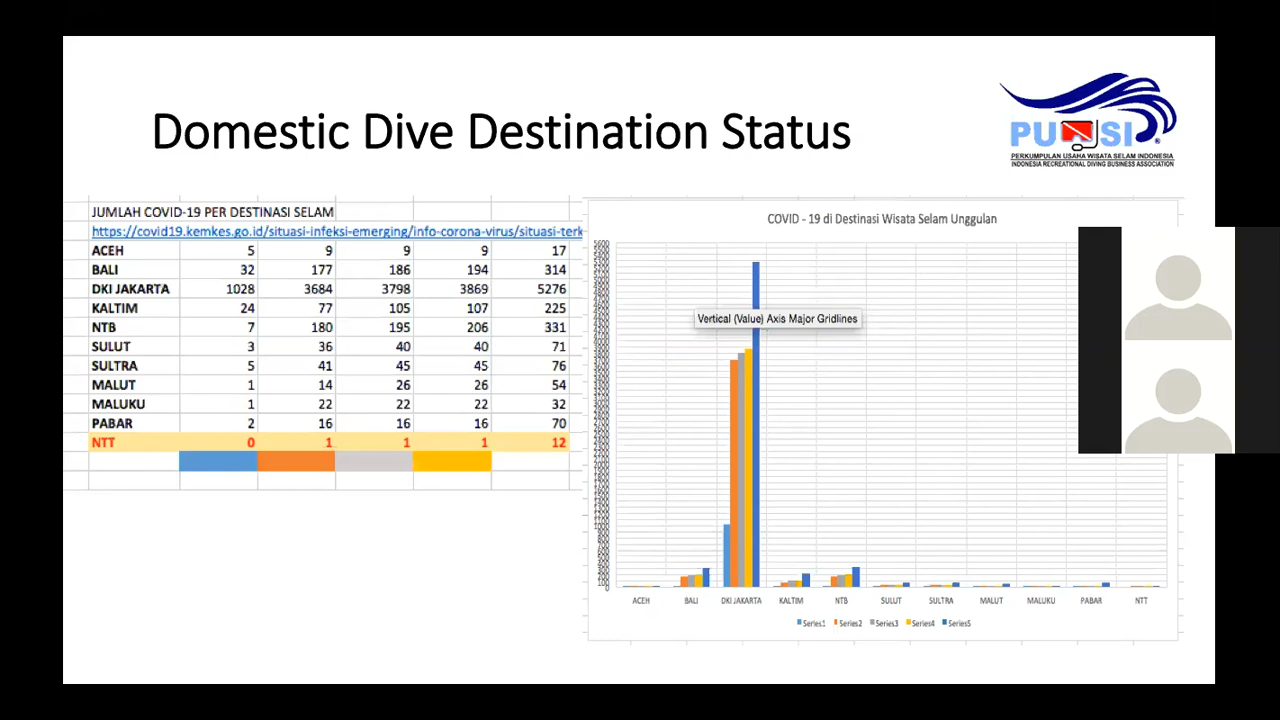 Domestic Dive Destination Status
PUWSI
PERKUMPULAN USAHA WISATA SELAM INDONESIA
INDONESIA RECREATIONAL DIVING BUSINESS ASSOCIATION
JUMLAH COVID-19 PER DESTINASI SELAM
https://covid19.kemkes.go.id/situasi-infeksi-emerging/info-corona-virus/situasi-terk
ACEH 5 9 9 9 17
BALI 32 177 186 194 314
DKI JAKARTA 1028 3684 3798 3869 5276
KALTIM 24 77 105 107 225
NTB 7 180 195 206 331
SULUT 3 36 40 40 71
SULTRA 5 41 45 45 76
MALUT 1 14 26 26 54
MALUKU 1 22 22 22 32
PABAR 2 16 16 16 70
NTT 0 1 1 1 12
COVID - 19 di Destinasi Wisata Selam Unggulan
Vertical (Value) Axis Major Gridlines
ACEH BALI DKI JAKARTA KALTIM NTB SULUT SULTRA MALUT MALUKU PABAR NTT
Series1 Series2 Series3 Series4 Series5